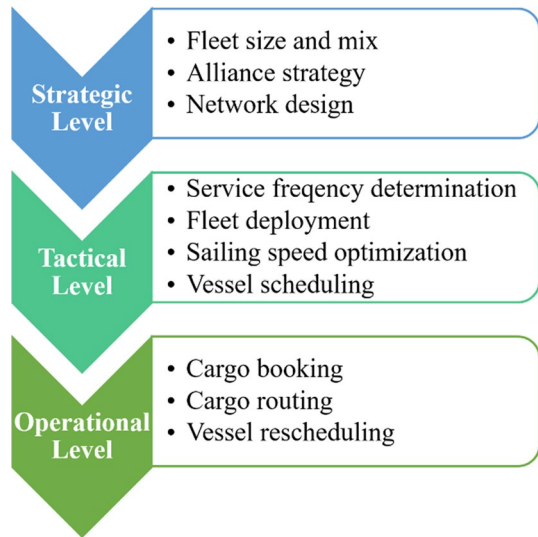 Strategic
Level
• Fleet size and mix
• Alliance strategy
• Network design
Tactical
Level
• Service freqency determination
• Fleet deployment
• Sailing speed optimization
• Vessel scheduling
Operational
Level
• Cargo booking
• Cargo routing
• Vessel rescheduling